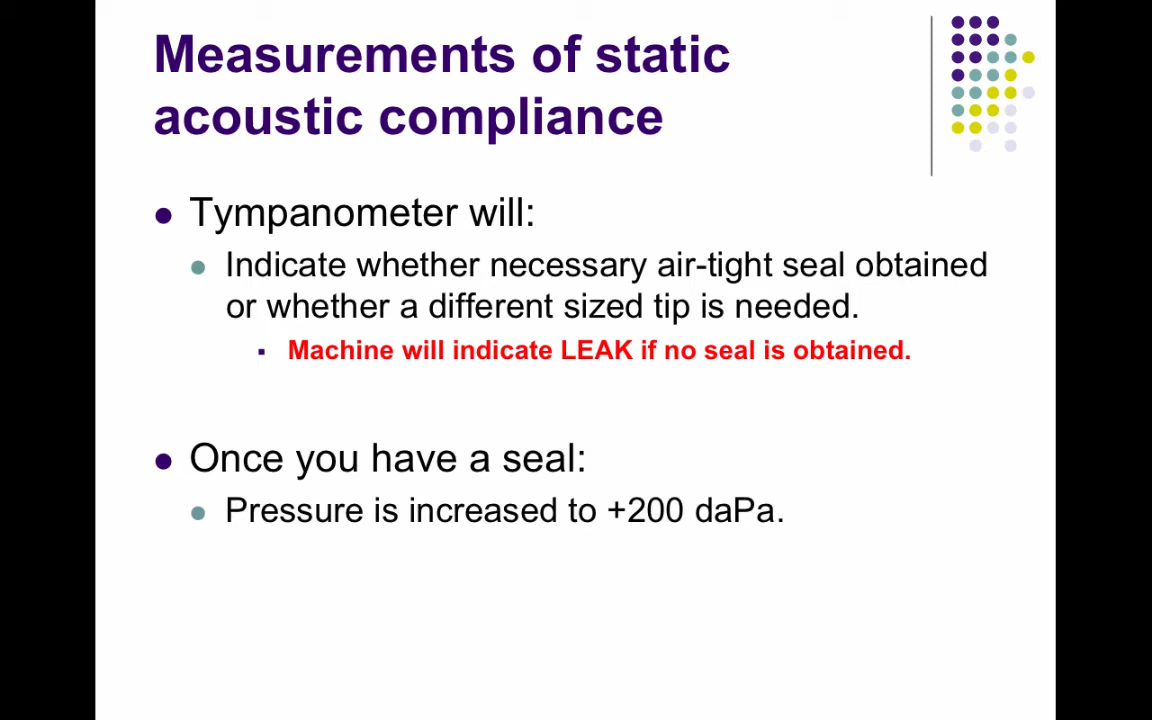 Measurements of static
acoustic compliance
Tympanometer will:
Indicate whether necessary air-tight seal obtained
or whether a different sized tip is needed.
Machine will indicate LEAK if no seal is obtained.
Once you have a seal:
Pressure is increased to +200 daPa.